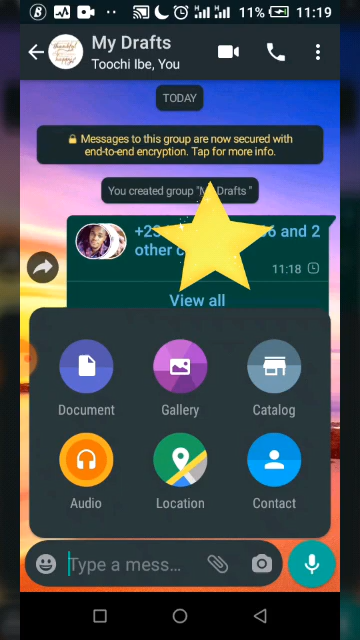 11%
11:19
thankful
happy
My Drafts
Toochi Ibe, You
TODAY
Messages to this group are now secured with
end-to-end encryption. Tap for more info.
You created group "My Drafts "
6 and 2
other
11:18
View all
Document
Gallery
Catalog
Audio
Location
Contact
Type a mess...